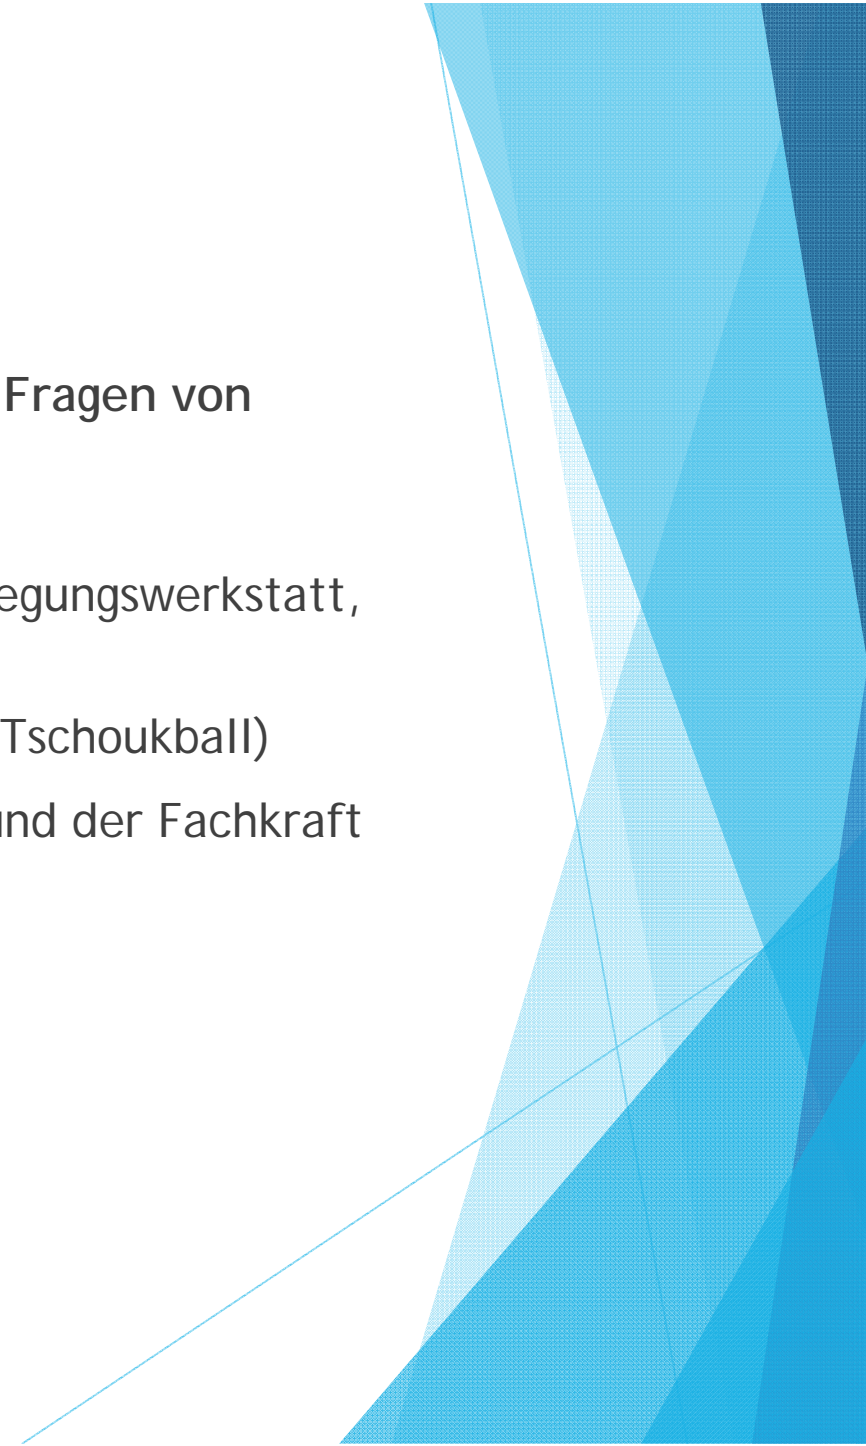 Fragen von
egungswerkstatt,
Tschoukball)
und der Fachkraft